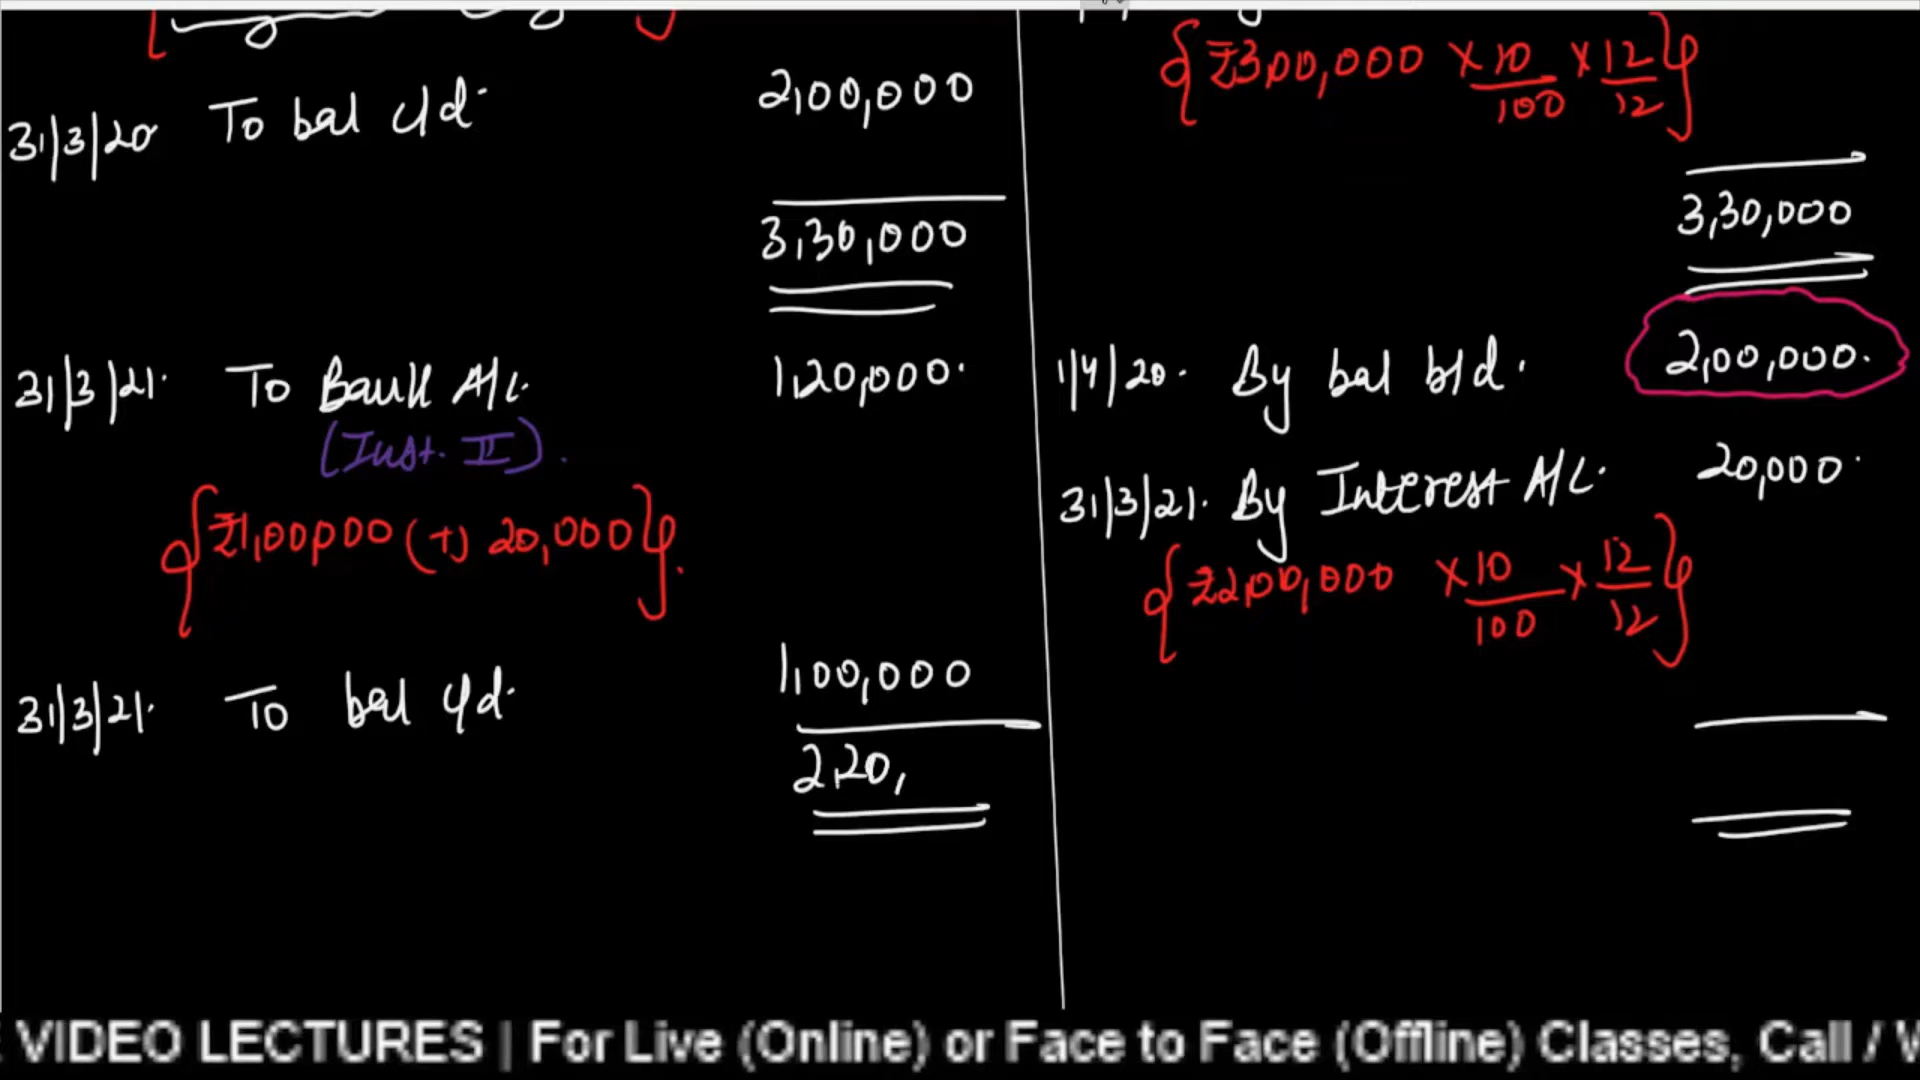 31/3/20 To bal c/d. 2,00,000
3,30,000
31/3/21. To Bank A/c. 1,20,000.
(Inst. II).
{₹1,00,000 (+) 20,000}.
31/3/21. To bal c/d. 1,00,000
2,20,
{₹3,00,000 × 10/100 × 12/12}
3,30,000
1/4/20. By bal b/d. 2,00,000.
31/3/21. By Interest A/c. 20,000.
{₹2,00,000 × 10/100 × 12/12}
VIDEO LECTURES | For Live (Online) or Face to Face (Offline) Classes, Call /